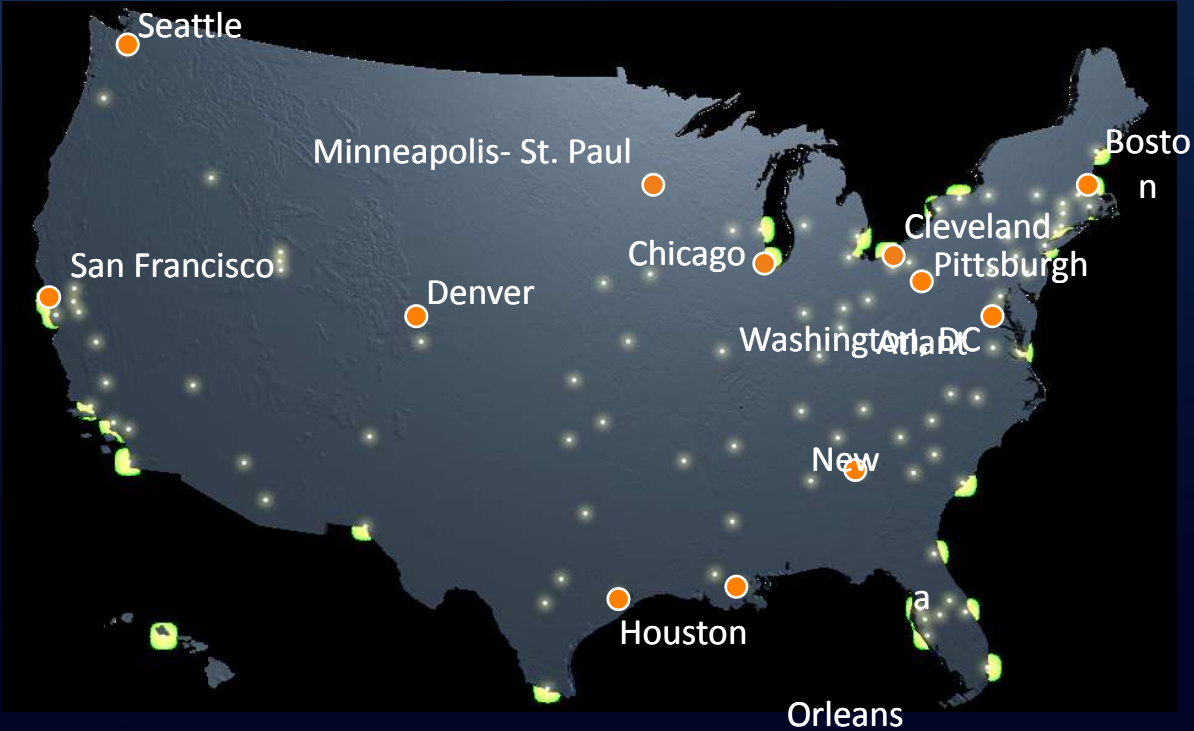 Seattle
Minneapolis- St. Paul
Bosto
n
Cleveland
Chicago
San Francisco
Pittsburgh
Denver
Washington, DC
Atlant
New
a
Houston
Orleans